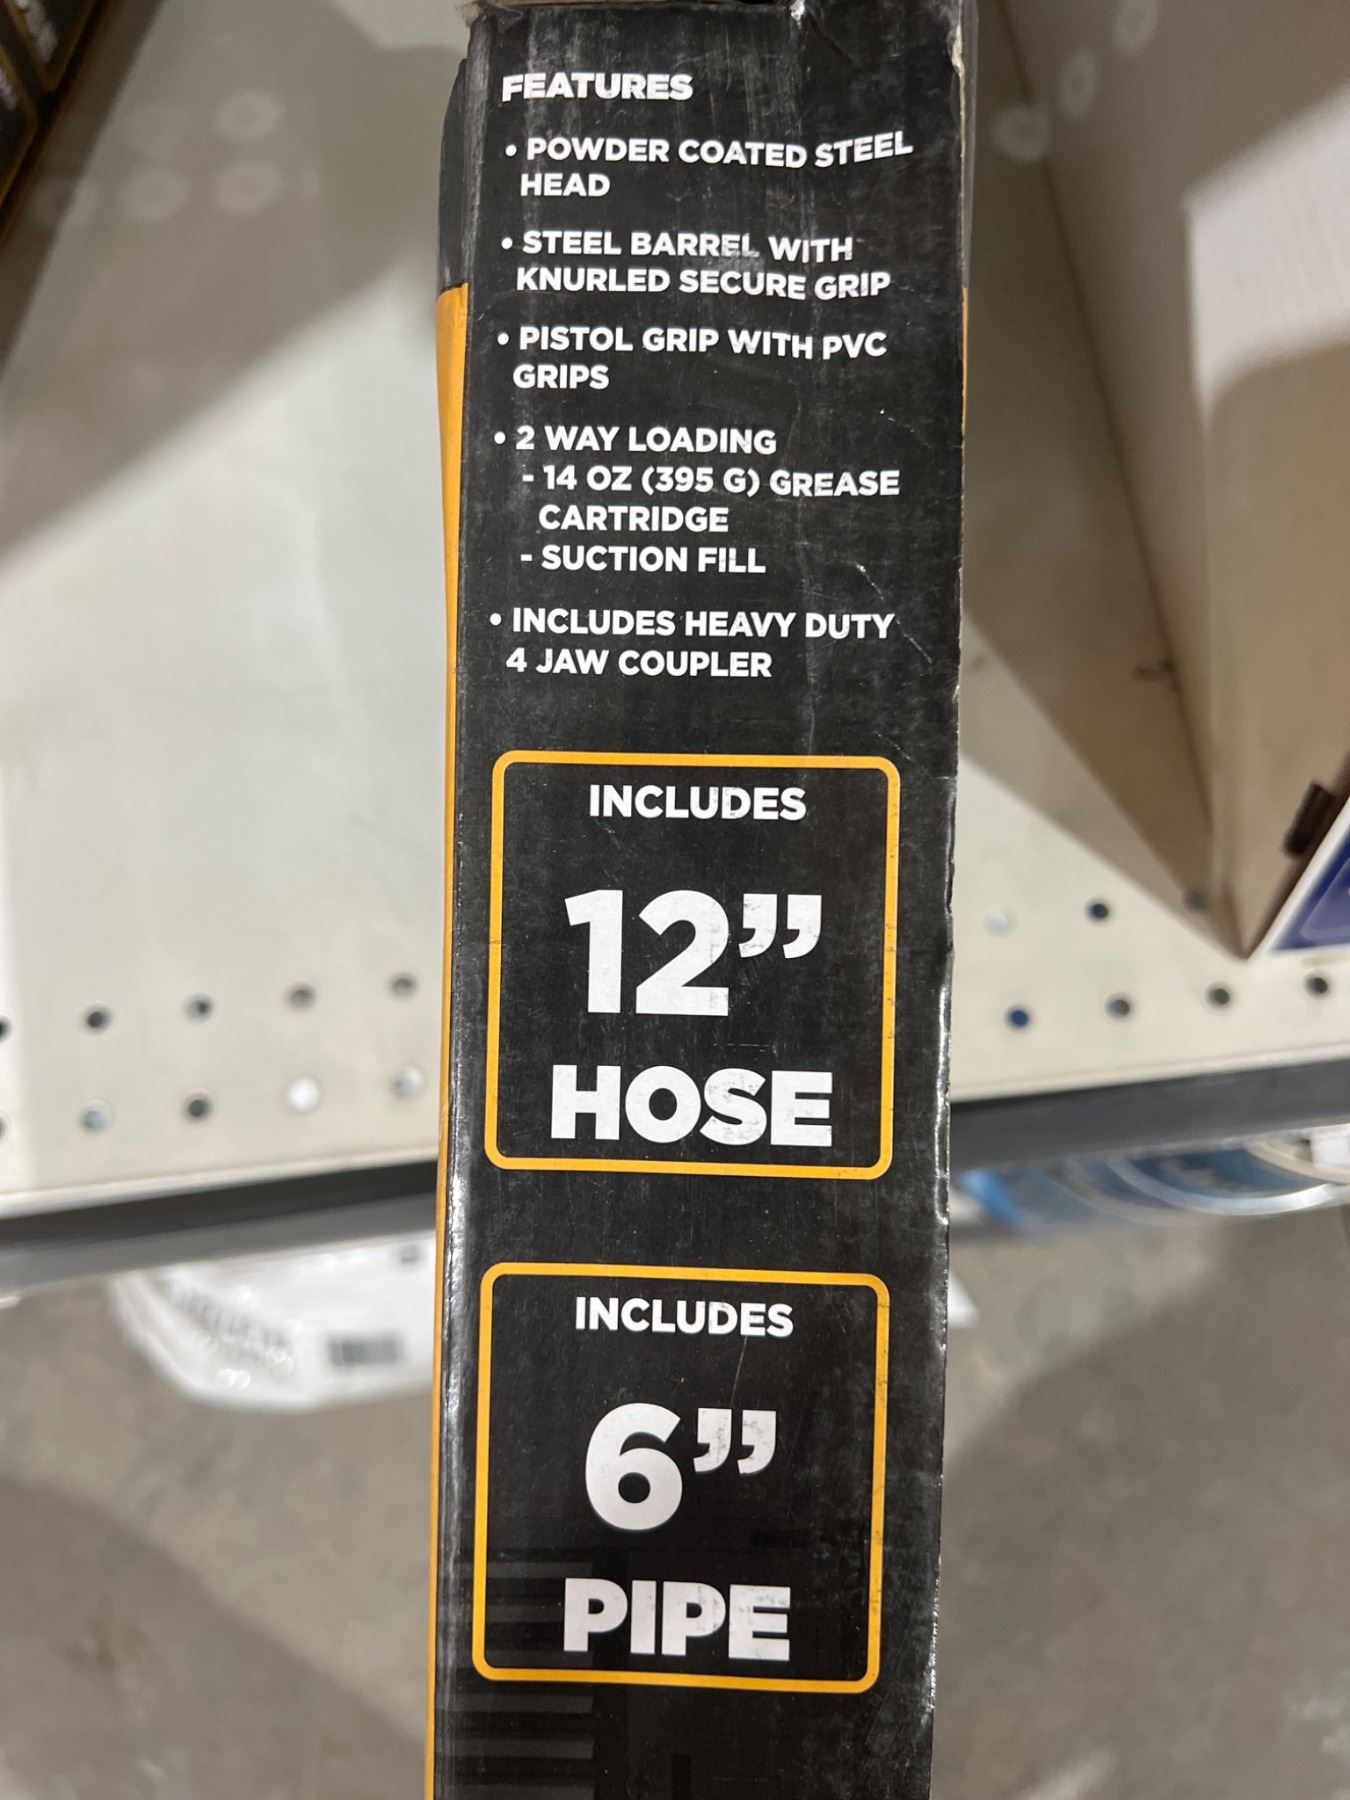 FEATURES
• POWDER COATED STEEL
HEAD
• STEEL BARREL WITH
KNURLED SECURE GRIP
• PISTOL GRIP WITH PVC
GRIPS
• 2 WAY LOADING
- 14 OZ (395 G) GREASE
CARTRIDGE
- SUCTION FILL
• INCLUDES HEAVY DUTY
4 JAW COUPLER
INCLUDES
12”
HOSE
INCLUDES
6”
PIPE